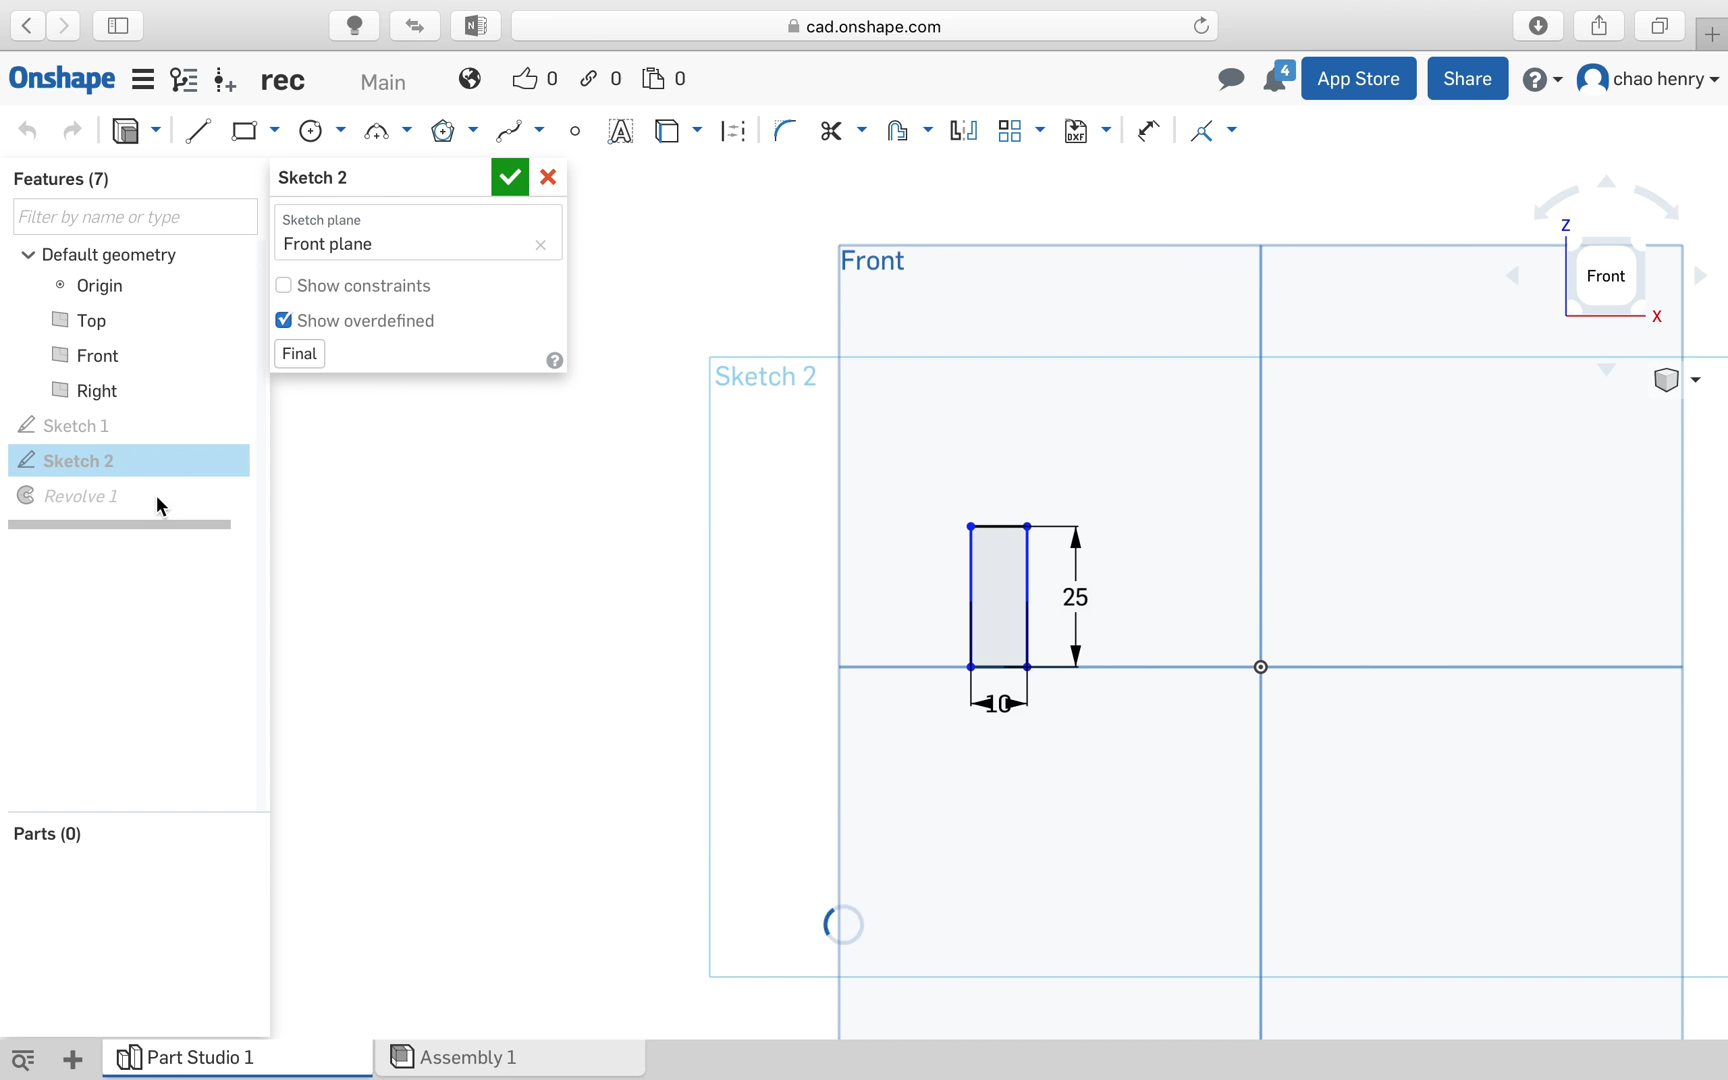 cad.onshape.com
Onshape rec Main 0 0 0 4 App Store Share ? chao henry
A DXF
Features (7)
Filter by name or type
Default geometry
Origin
Top
Front
Right
Sketch 1
Sketch 2
Revolve 1
Parts (0)
Sketch 2
Sketch plane
Front plane
Show constraints
Show overdefined
Final ?
Front
Sketch 2
25
10
Z
Front
X
Part Studio 1 Assembly 1